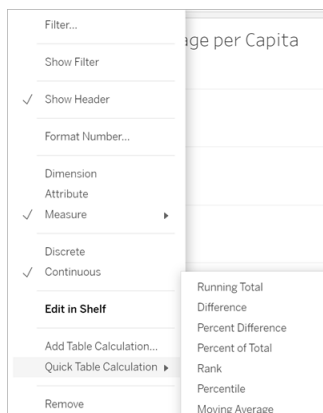 Filter...
age per Capita
Show Filter
Show Header
Format Number...
Dimension
Attribute
Measure
Discrete
Continuous
Edit in Shelf
Add Table Calculation...
Quick Table Calculation
Running Total
Difference
Percent Difference
Percent of Total
Rank
Percentile
Moving Average
Remove